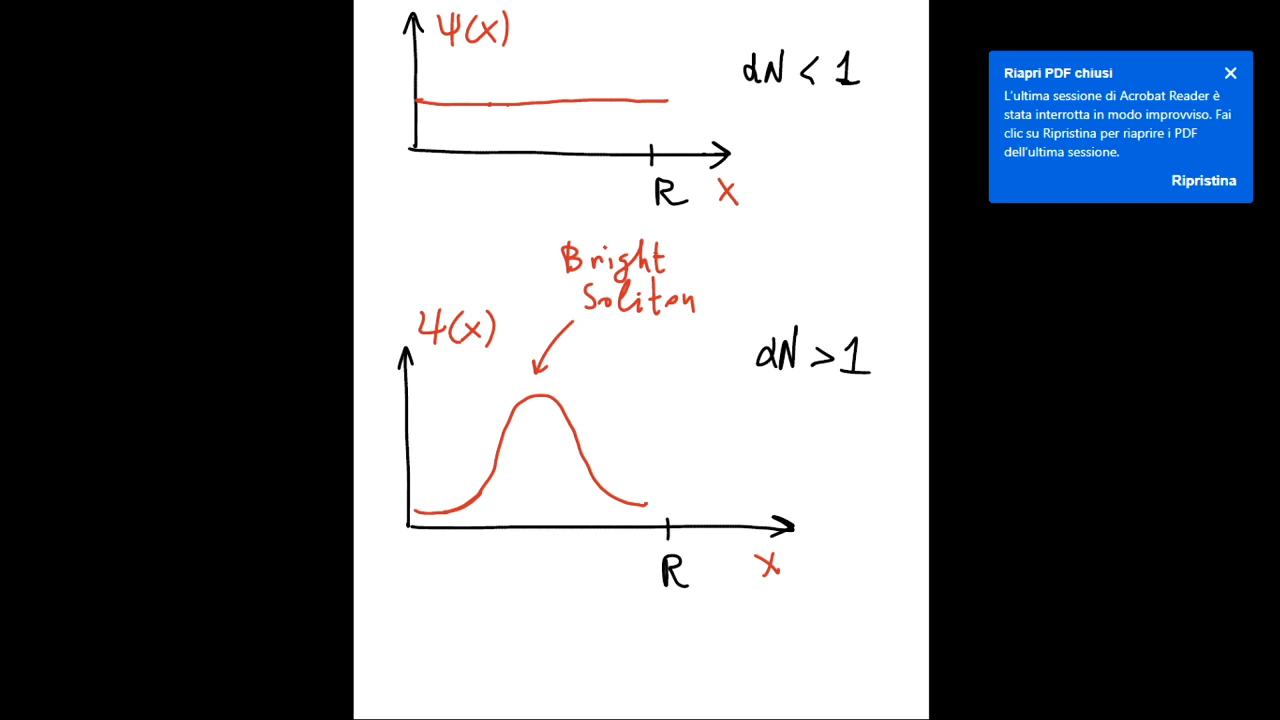 Ψ(x)
dN < 1
R
x
Bright
Soliton
Ψ(x)
dN > 1
R
x
Riapri PDF chiusi
L'ultima sessione di Acrobat Reader è
stata interrotta in modo improvviso. Fai
clic su Ripristina per riaprire i PDF
dell'ultima sessione.
Ripristina